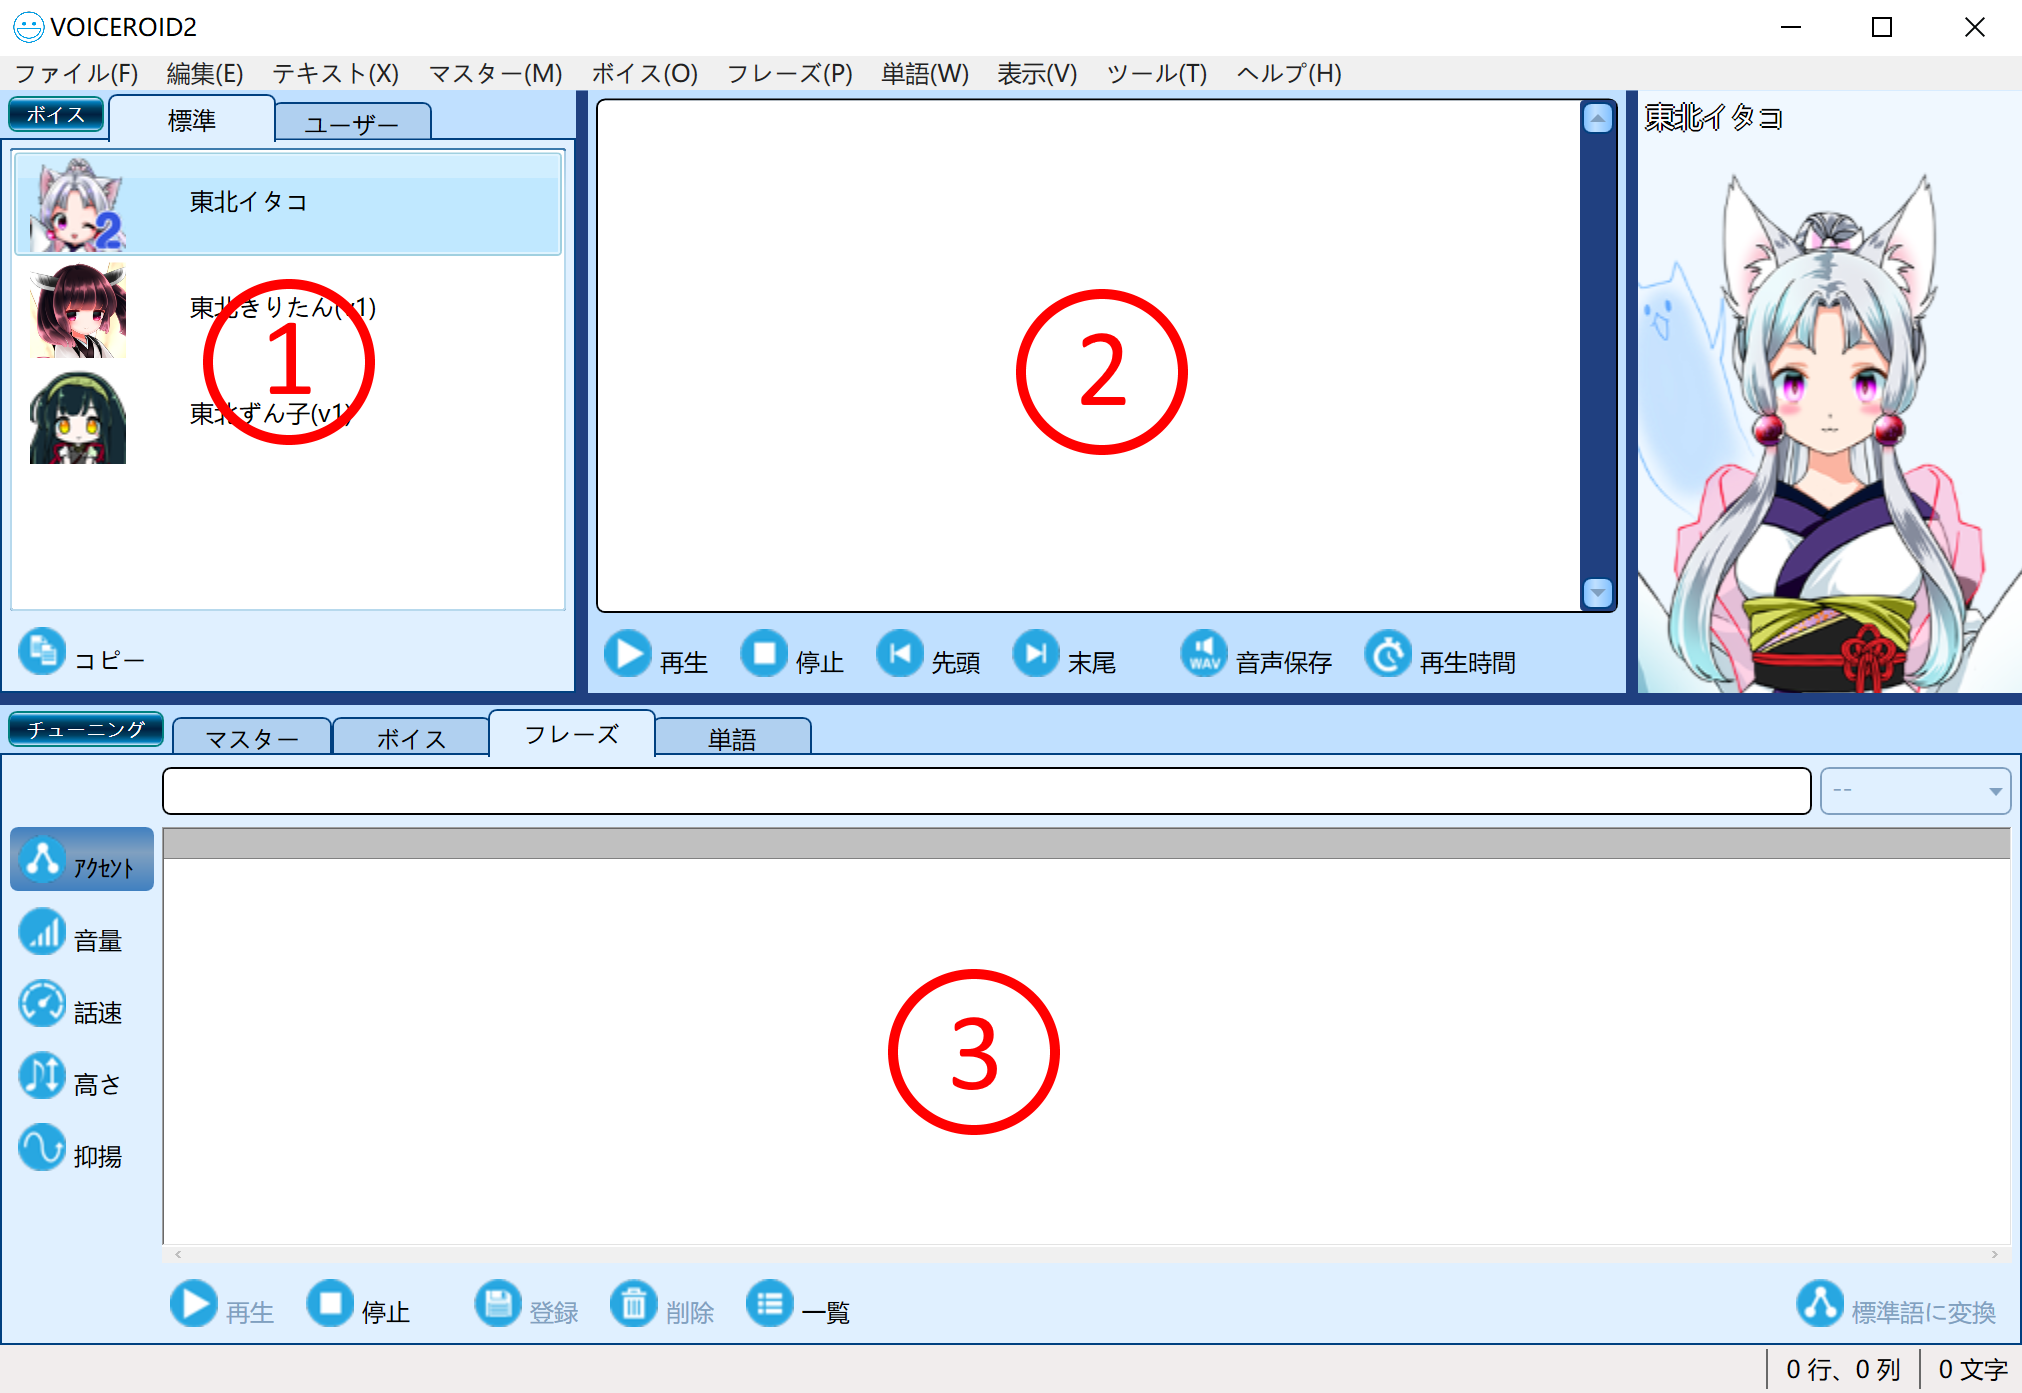 VOICEROID2
ファイル(F) 編集(E) テキスト(X) マスター(M) ボイス(O) フレーズ(P) 単語(W) 表示(V) ツール(T) ヘルプ(H)
ボイス 標準 ユーザー
東北イタコ
2
東北きりたん(v1)
東北ずん子(v1)
1
コピー
2
再生 停止 先頭 末尾 WAV 音声保存 再生時間
東北イタコ
チューニング マスター ボイス フレーズ 単語
--
ｱｸｾﾝﾄ
音量
話速
高さ
抑揚
3
再生 停止 登録 削除 一覧 標準語に変換
0 行、0 列 0 文字